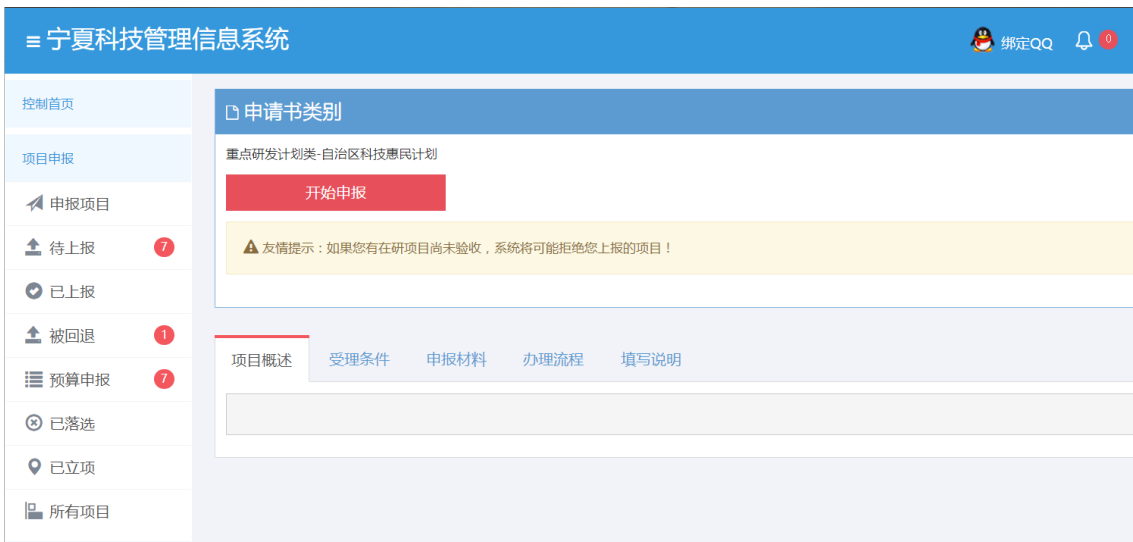 宁夏科技管理信息系统
绑定QQ
0
控制首页
项目申报
申报项目
待上报 7
已上报
被回退 1
预算申报 7
已落选
已立项
所有项目
申请书类别
重点研发计划类-自治区科技惠民计划
开始申报
友情提示：如果您有在研项目尚未验收，系统将可能拒绝您上报的项目！
项目概述 受理条件 申报材料 办理流程 填写说明